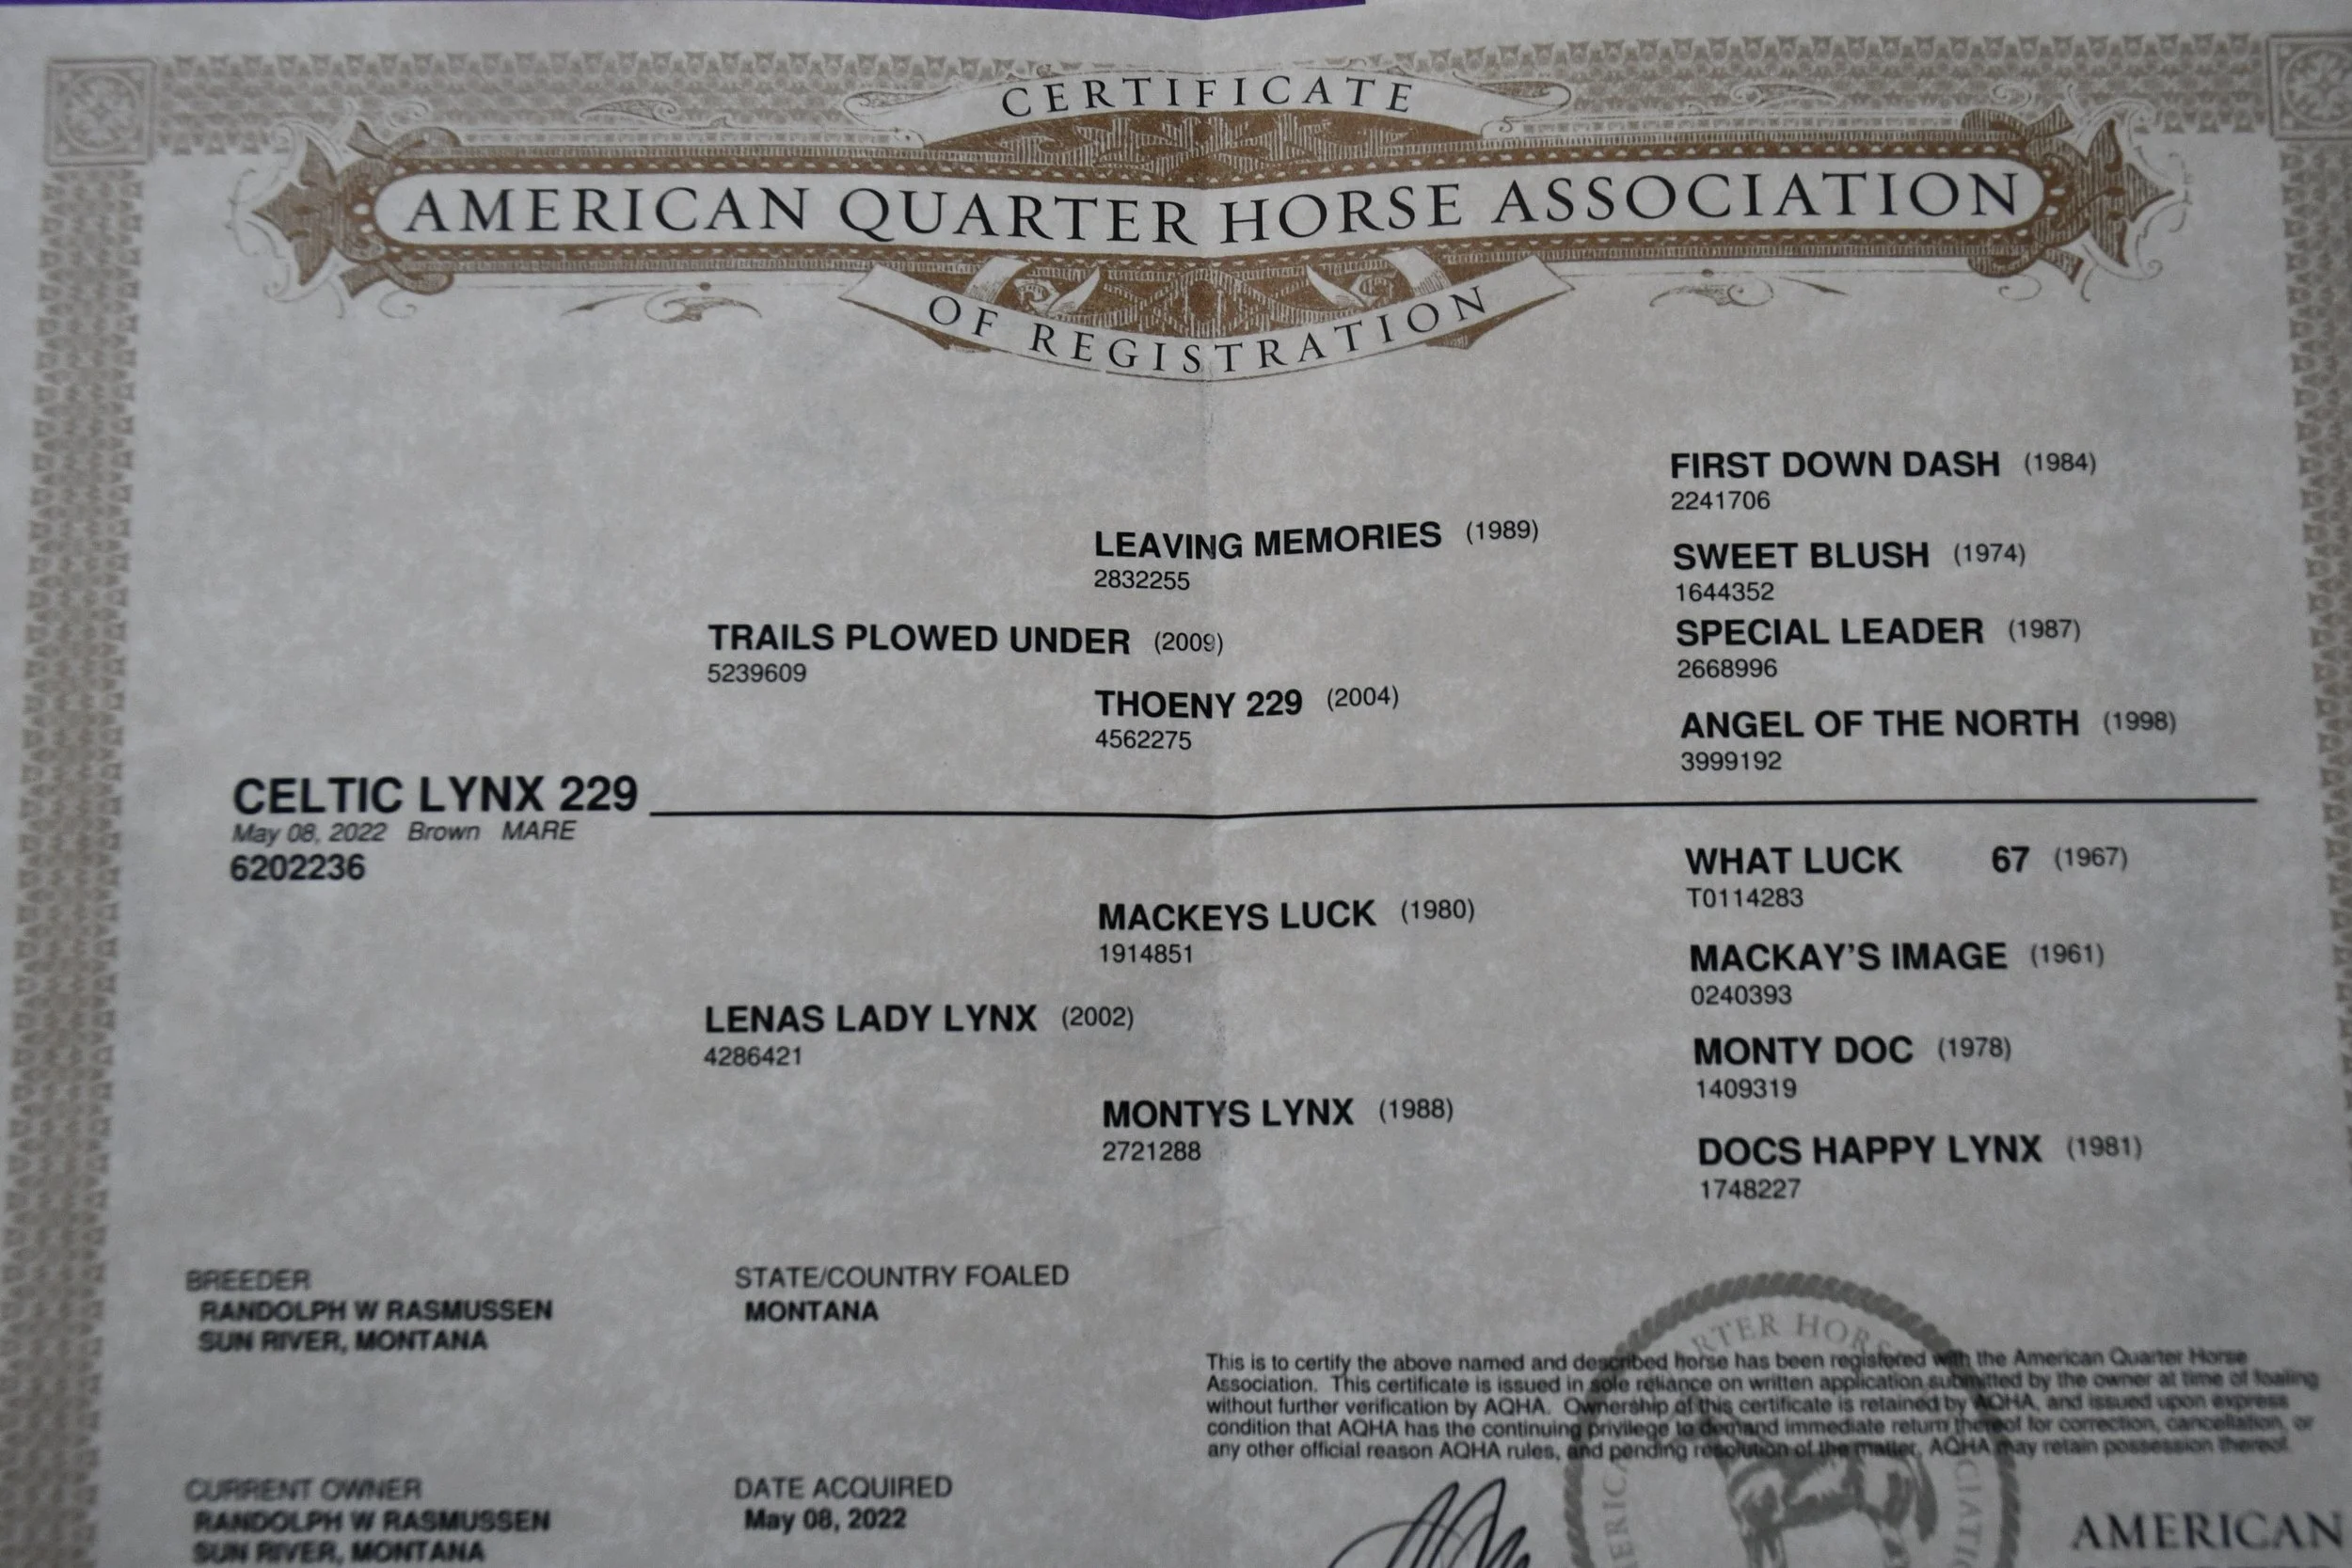 CERTIFICATE
AMERICAN QUARTER HORSE ASSOCIATION
OF REGISTRATION
FIRST DOWN DASH (1984)
2241706
LEAVING MEMORIES (1989)
2832255
SWEET BLUSH (1974)
1644352
TRAILS PLOWED UNDER (2009)
5239609
SPECIAL LEADER (1987)
2668996
THOENY 229 (2004)
4562275
ANGEL OF THE NORTH (1998)
3999192
CELTIC LYNX 229
May 08, 2022 Brown MARE
6202236
WHAT LUCK 67 (1967)
T0114283
MACKEYS LUCK (1980)
1914851
MACKAY'S IMAGE (1961)
0240393
LENAS LADY LYNX (2002)
4286421
MONTY DOC (1978)
1409319
MONTYS LYNX (1988)
2721288
DOCS HAPPY LYNX (1981)
1748227
BREEDER
RANDOLPH W RASMUSSEN
SUN RIVER, MONTANA
STATE/COUNTRY FOALED
MONTANA
This is to certify the above named and described horse has been registered with the American Quarter Horse
Association. This certificate is issued in sole reliance on written application submitted by the owner at time of foaling
without further verification by AQHA. Ownership of this certificate is retained by AQHA, and issued upon express
condition that AQHA has the continuing privilege to demand immediate return thereof for correction, cancellation, or
any other official reason AQHA rules, and pending resolution of the matter, AQHA may retain possession thereof.
CURRENT OWNER
RANDOLPH W RASMUSSEN
SUN RIVER, MONTANA
DATE ACQUIRED
May 08, 2022
AMERICAN